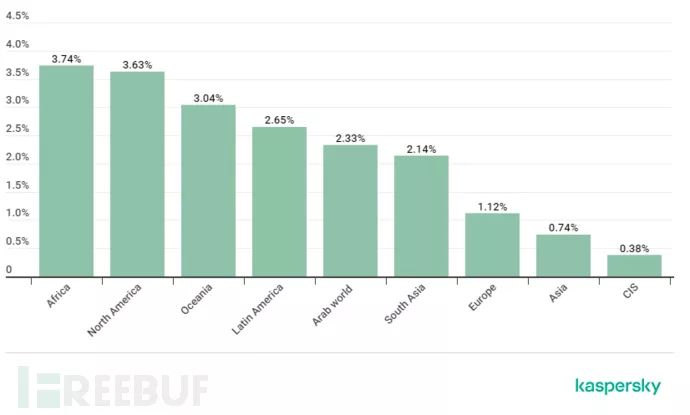 4.5%
4.0%
3.5%
3.0%
2.5%
2.0%
1.5%
1.0%
0.5%
0
3.74%
3.63%
3.04%
2.65%
2.33%
2.14%
1.12%
0.74%
0.38%
Africa
North America
Oceania
Latin America
Arab world
South Asia
Europe
Asia
CIS
FREEBUF
kaspersky